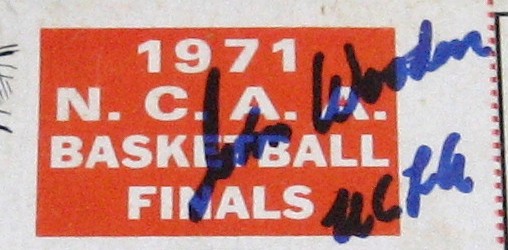 1971
N. C. A. A.
BASKETBALL
FINALS
John Wooden
UCLA